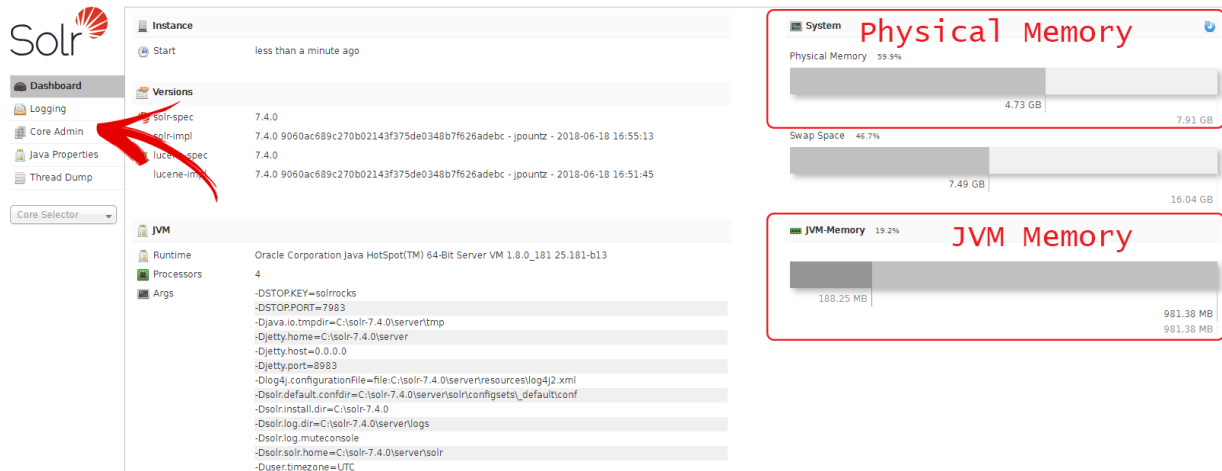 Solr
Dashboard
Logging
Core Admin
Java Properties
Thread Dump
Core Selector
Instance
Start less than a minute ago
Versions
solr-spec 7.4.0
solr-impl 7.4.0 9060ac689c270b02143f375de0348b7f626adebc - jpountz - 2018-06-18 16:55:13
lucene-spec 7.4.0
lucene-impl 7.4.0 9060ac689c270b02143f375de0348b7f626adebc - jpountz - 2018-06-18 16:51:45
JVM
Runtime Oracle Corporation Java HotSpot(TM) 64-Bit Server VM 1.8.0_181 25.181-b13
Processors 4
Args -DSTOP.KEY=solrrocks
-DSTOP.PORT=7983
-Djava.io.tmpdir=C:\solr-7.4.0\server\tmp
-Djetty.home=C:\solr-7.4.0\server
-Djetty.host=0.0.0.0
-Djetty.port=8983
-Dlog4j.configurationFile=file:C:\solr-7.4.0\server\resources\log4j2.xml
-Dsolr.default.confdir=C:\solr-7.4.0\server\solr\configsets\_default\conf
-Dsolr.install.dir=C:\solr-7.4.0
-Dsolr.log.dir=C:\solr-7.4.0\server\logs
-Dsolr.log.muteconsole
-Dsolr.solr.home=C:\solr-7.4.0\server\solr
-Duser.timezone=UTC
System Physical Memory
Physical Memory 59.9%
4.73 GB
7.91 GB
Swap Space 46.7%
7.49 GB
16.04 GB
JVM-Memory 19.2% JVM Memory
188.25 MB
981.38 MB
981.38 MB